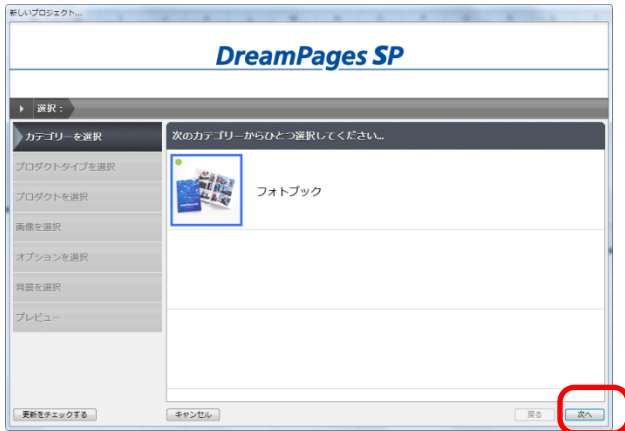 新しいプロジェクト...
DreamPages SP
選択：
カテゴリーを選択
次のカテゴリーからひとつ選択してください...
プロダクトタイプを選択
フォトブック
プロダクトを選択
画像を選択
オプションを選択
背景を選択
プレビュー
更新をチェックする
キャンセル
戻る
次へ